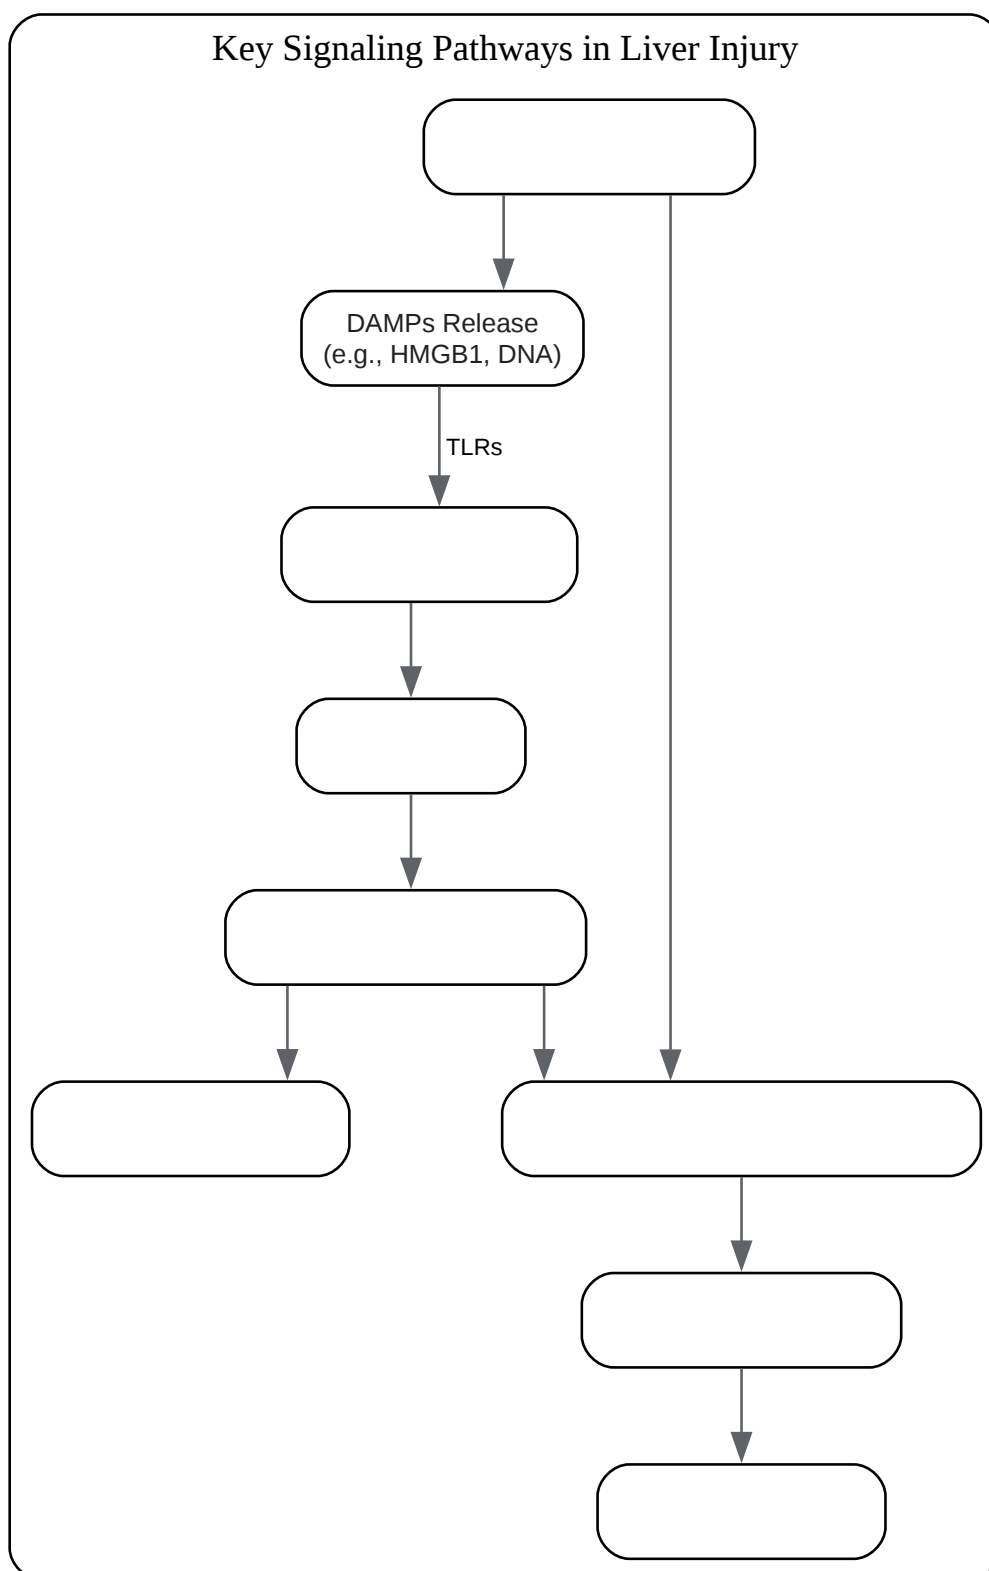 Key Signaling Pathways in Liver Injury
DAMPs Release
(e.g., HMGB1, DNA)
TLRs